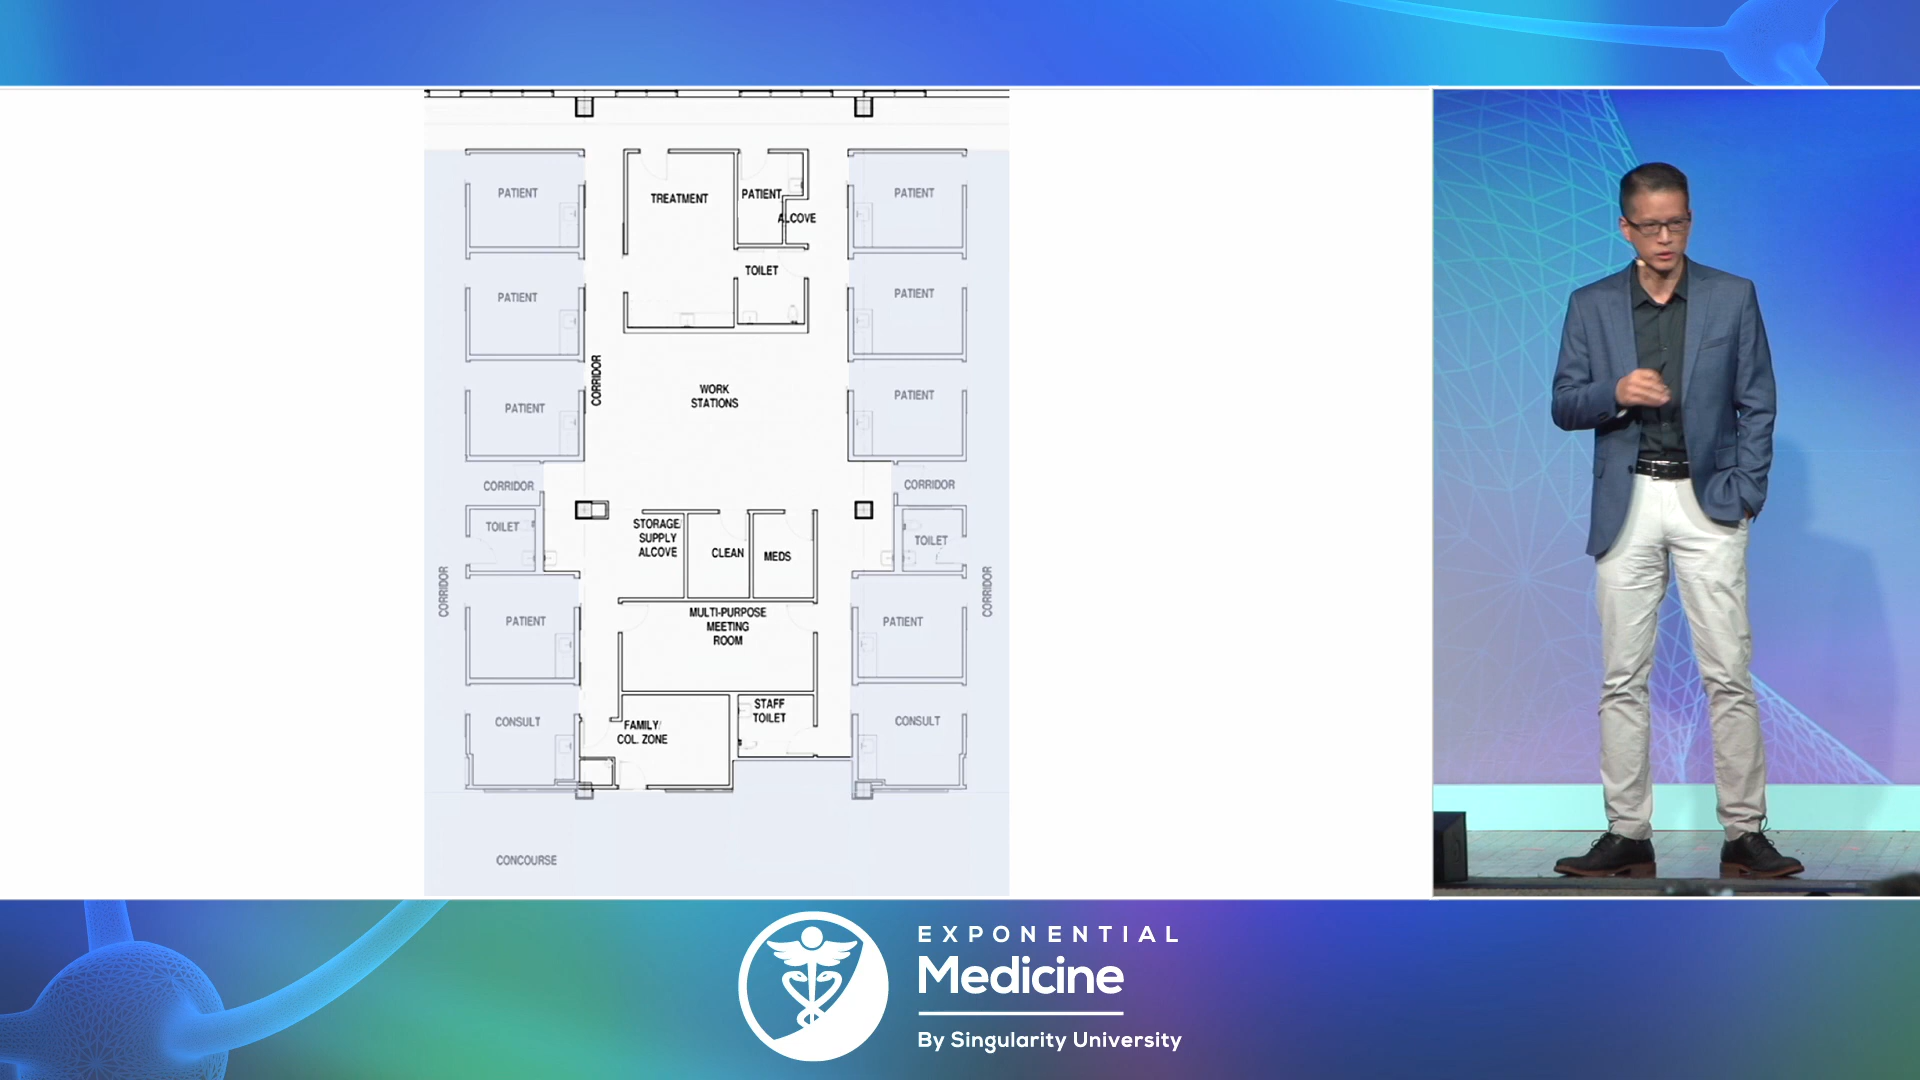 PATIENT
TREATMENT
PATIENT
PATIENT
ALCOVE
TOILET
PATIENT
PATIENT
CORRIDOR
WORK
STATIONS
PATIENT
PATIENT
CORRIDOR
CORRIDOR
TOILET
STORAGE/
SUPPLY
ALCOVE
CLEAN
MEDS
TOILET
CORRIDOR
CORRIDOR
PATIENT
MULTI-PURPOSE
MEETING
ROOM
PATIENT
CONSULT
FAMILY/
COL. ZONE
STAFF
TOILET
CONSULT
CONCOURSE
EXPONENTIAL
Medicine
By Singularity University